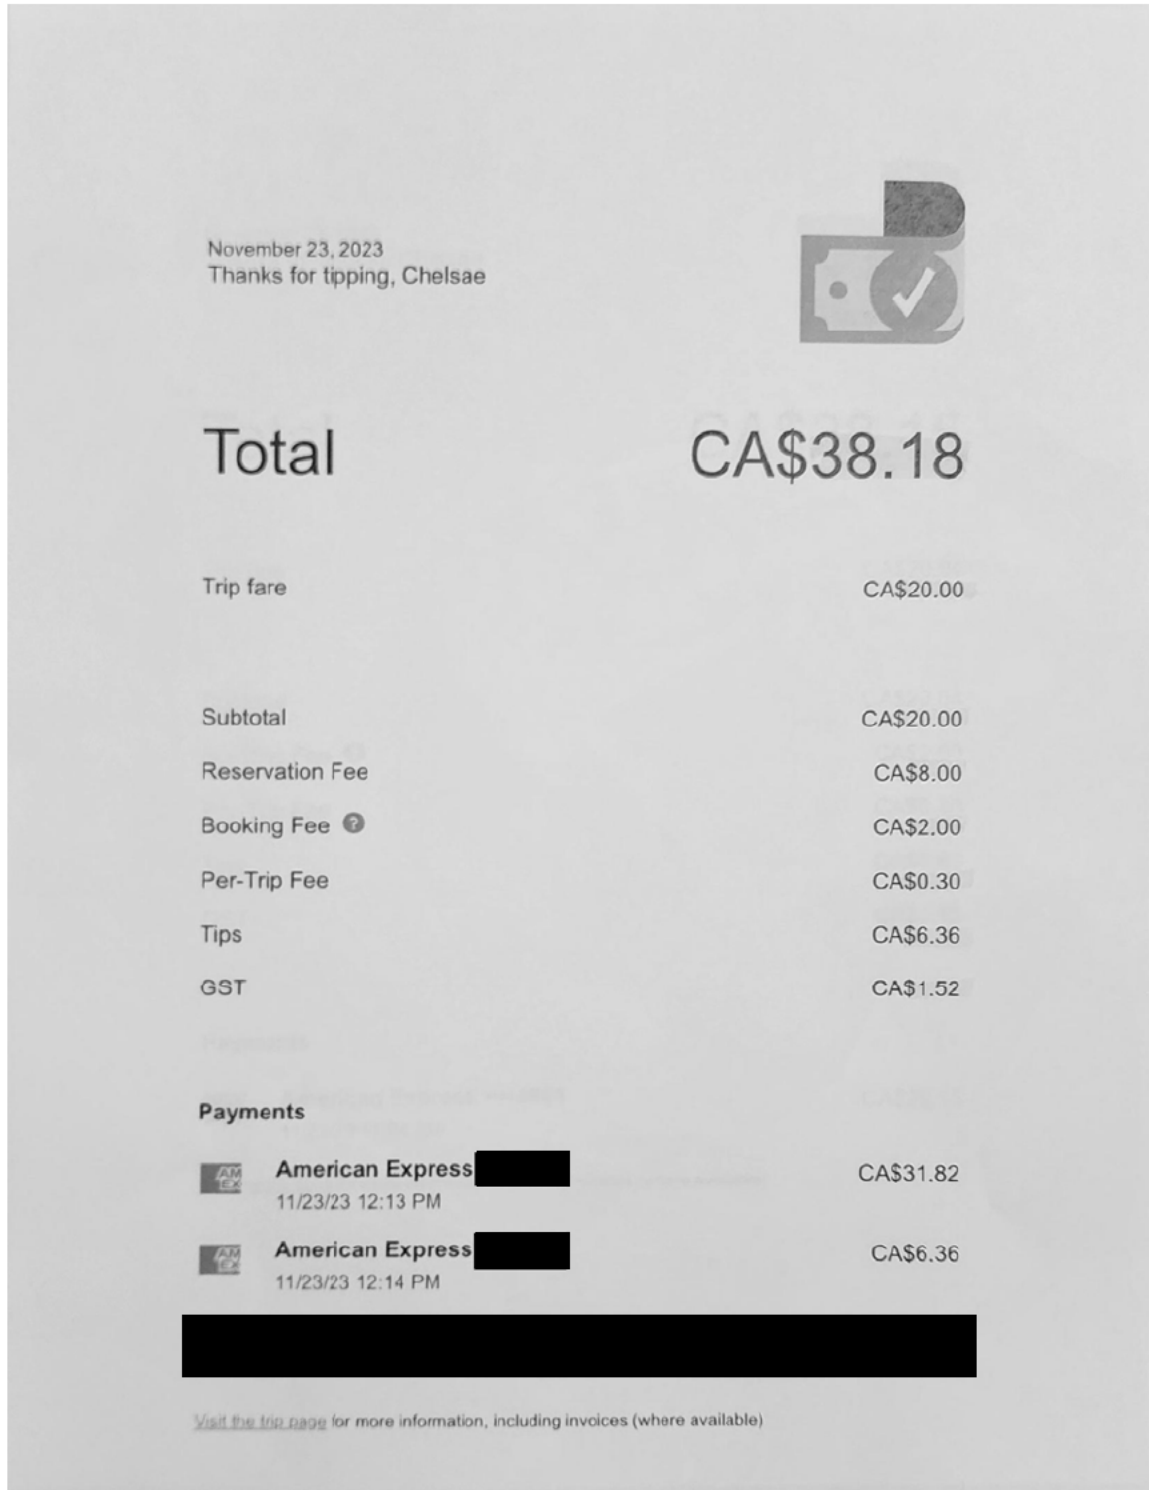 November 23, 2023
Thanks for tipping, Chelsae
Total CA$38.18
Trip fare CA$20.00
Subtotal CA$20.00
Reservation Fee CA$8.00
Booking Fee ? CA$2.00
Per-Trip Fee CA$0.30
Tips CA$6.36
GST CA$1.52
Payments
AM EX American Express CA$31.82
11/23/23 12:13 PM
AM EX American Express CA$6.36
11/23/23 12:14 PM
Visit the trip page for more information, including invoices (where available)